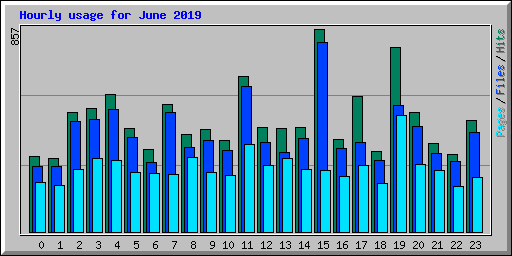 Hourly usage for June 2019
857
Pages/Files/Hits
0 1 2 3 4 5 6 7 8 9 10 11 12 13 14 15 16 17 18 19 20 21 22 23